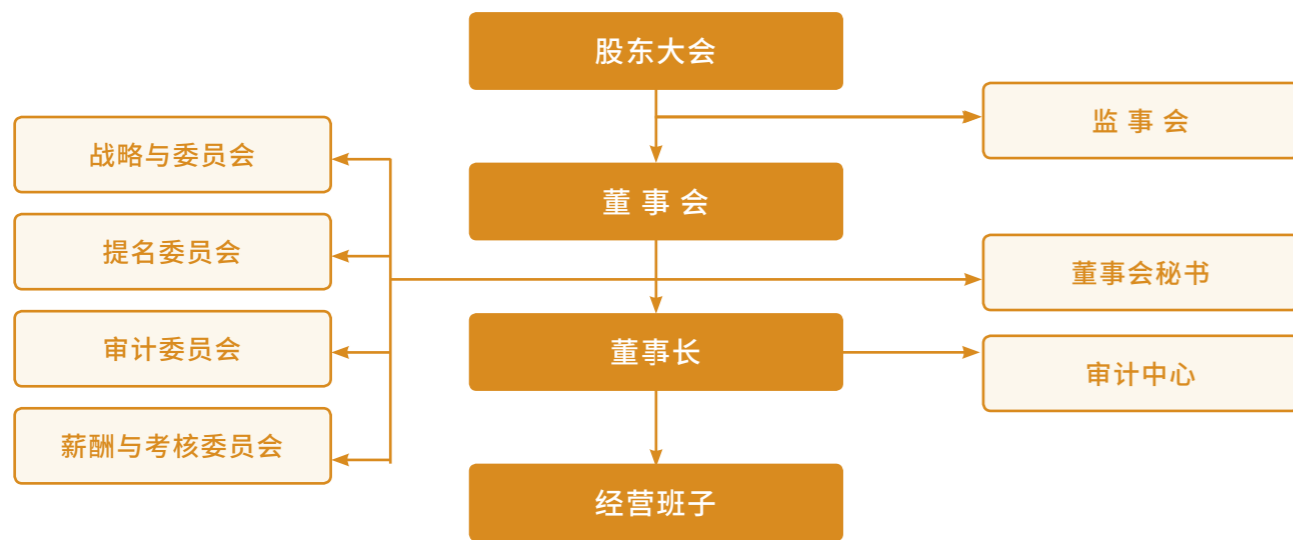 股东大会
监 事 会
战略与委员会
董 事 会
提名委员会
董事会秘书
审计委员会
董事长
审计中心
薪酬与考核委员会
经营班子